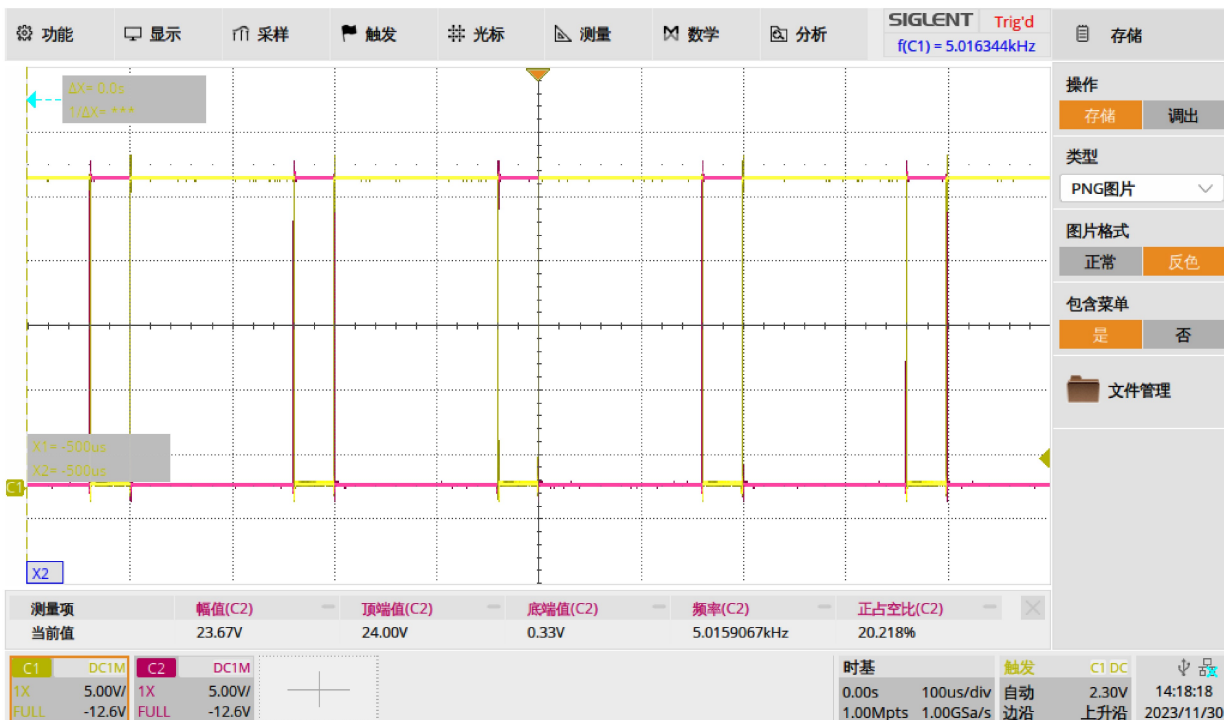 功能 显示 采样 触发 光标 测量 数学 分析
SIGLENT Trig'd
f(C1) = 5.016344kHz
存储
ΔX= 0.0s
1/ΔX= ***
操作
存储 调出
类型
PNG图片
图片格式
正常 反色
包含菜单
是 否
文件管理
X1= -500us
X2= -500us
C1
X2
测量项 幅值(C2) 顶端值(C2) 底端值(C2) 频率(C2) 正占空比(C2)
当前值 23.67V 24.00V 0.33V 5.0159067kHz 20.218%
C1 DC1M C2 DC1M 时基 触发 C1 DC
1X 5.00V/ 1X 5.00V/ 0.00s 100us/div 自动 2.30V 14:18:18
FULL -12.6V FULL -12.6V 1.00Mpts 1.00GSa/s 边沿 上升沿 2023/11/30